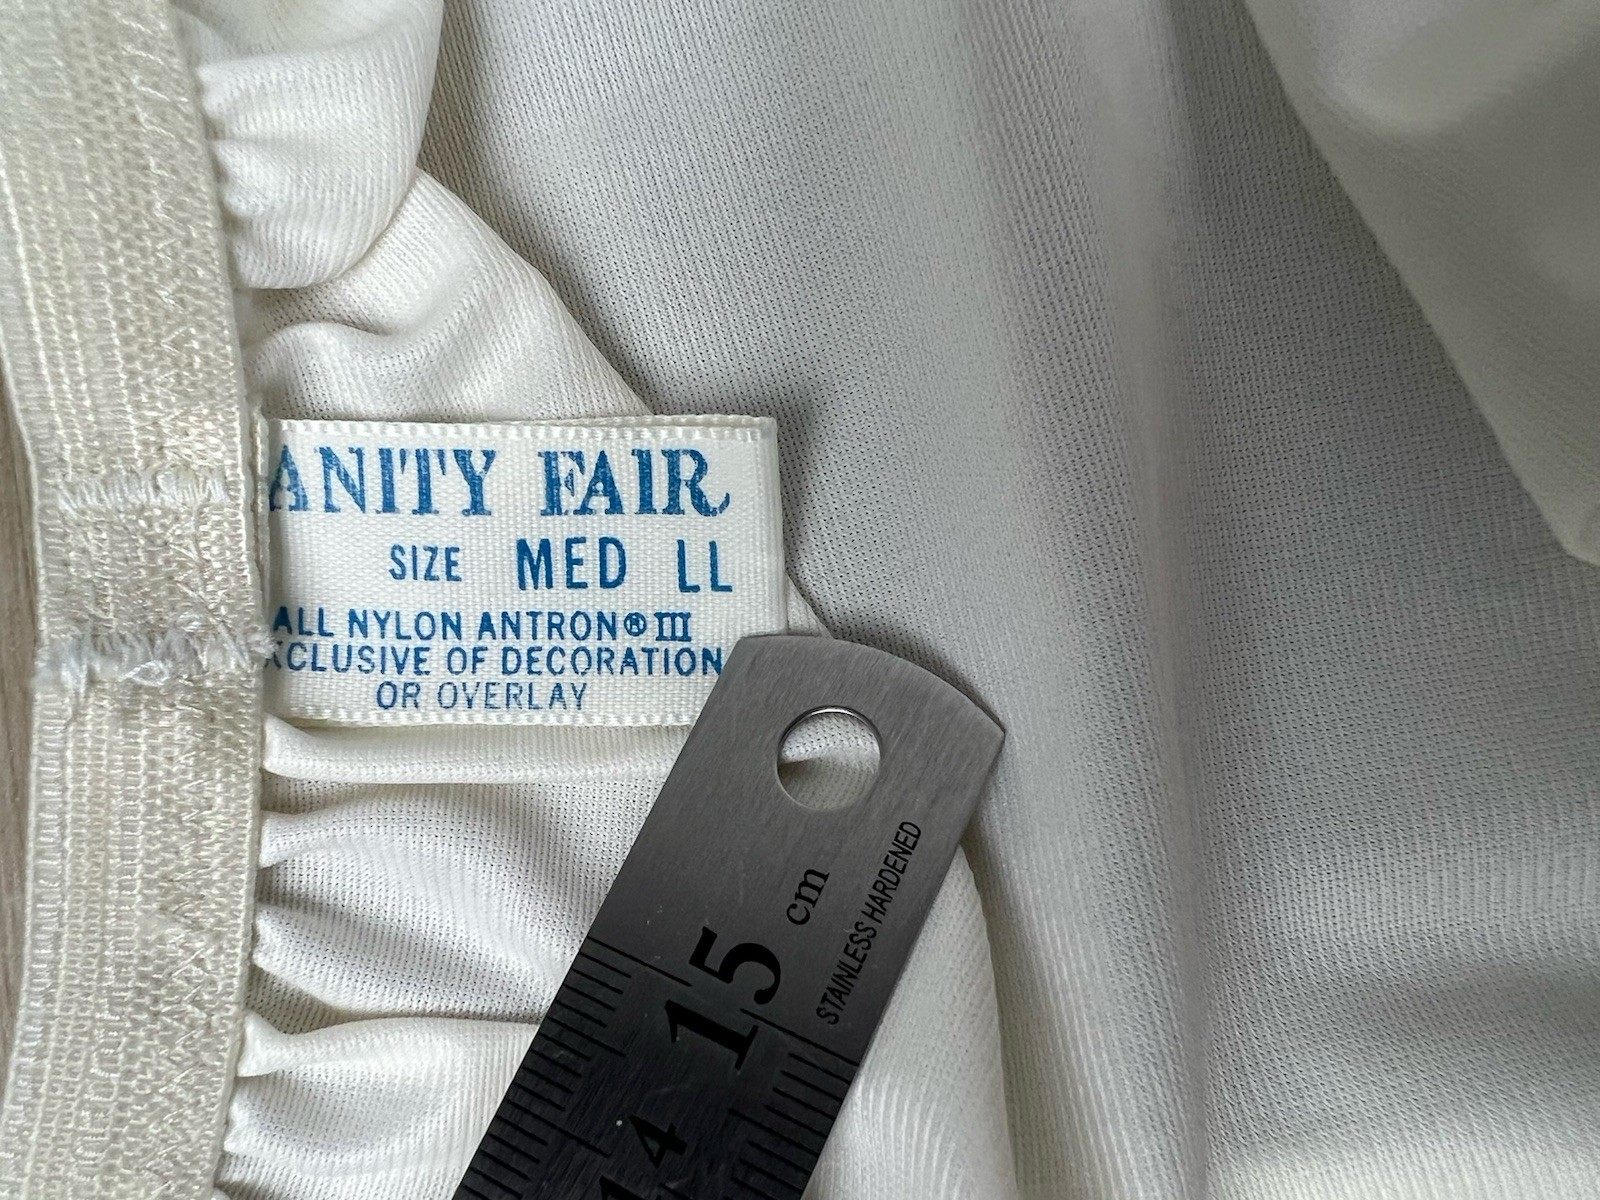 ANITY FAIR
SIZE MED LL
ALL NYLON ANTRON® III
XCLUSIVE OF DECORATION
OR OVERLAY
cm
STAINLESS HARDENED
15
14